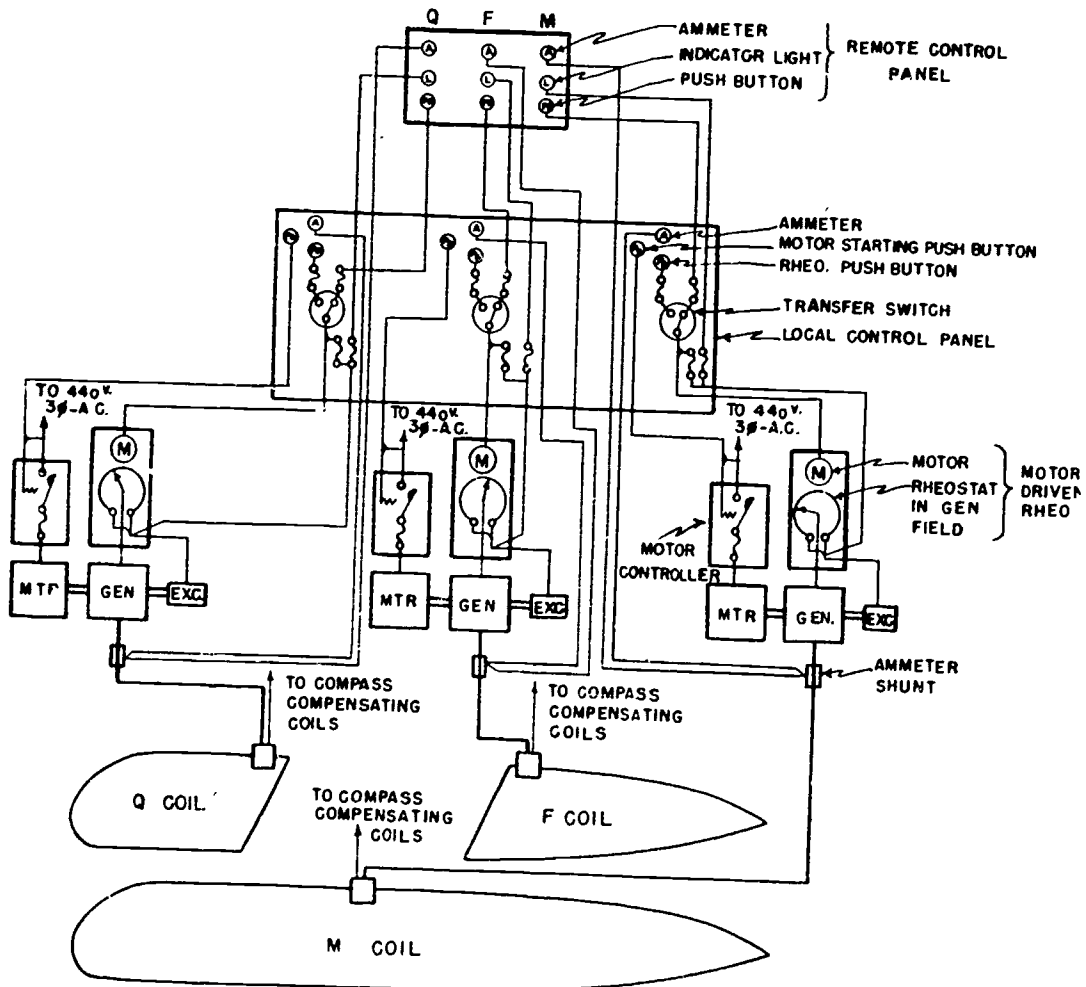 Q F M
A A A
L L L
AMMETER
INDICATOR LIGHT
PUSH BUTTON
REMOTE CONTROL
PANEL
A A A
AMMETER
MOTOR STARTING PUSH BUTTON
RHEO. PUSH BUTTON
TRANSFER SWITCH
LOCAL CONTROL PANEL
TO 440V.
3ø-A.C.
TO 440V.
3ø-A.C.
TO 440V.
3ø-A.C.
M M M
MOTOR
RHEOSTAT
IN GEN
FIELD
MOTOR
DRIVEN
RHEO
MOTOR
CONTROLLER
MTR GEN EXC.
MTR GEN EXC
MTR GEN. EXC
AMMETER
SHUNT
TO COMPASS
COMPENSATING
COILS
TO COMPASS
COMPENSATING
COILS
Q COIL.
TO COMPASS
COMPENSATING
COILS
F COIL
M COIL